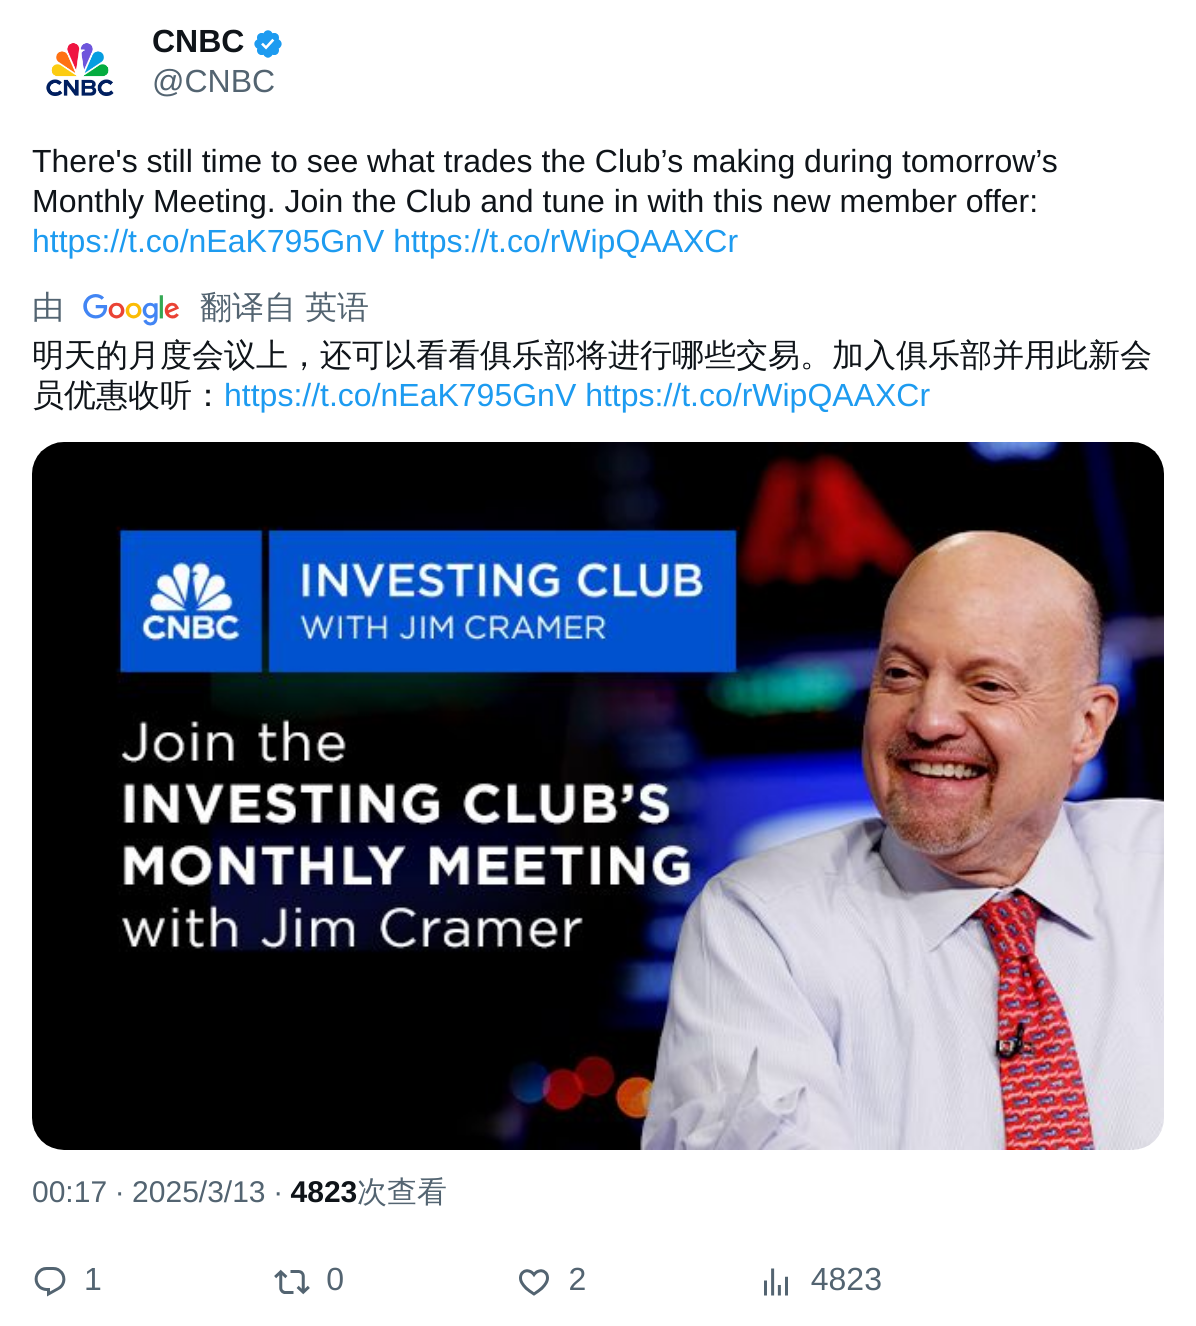 CNBC
CNBC
@CNBC
There's still time to see what trades the Club’s making during tomorrow’s
Monthly Meeting. Join the Club and tune in with this new member offer:
https://t.co/nEaK795GnV https://t.co/rWipQAAXCr
由 Google 翻译自 英语
明天的月度会议上，还可以看看俱乐部将进行哪些交易。加入俱乐部并用此新会
员优惠收听：https://t.co/nEaK795GnV https://t.co/rWipQAAXCr
CNBC
INVESTING CLUB
WITH JIM CRAMER
Join the
INVESTING CLUB’S
MONTHLY MEETING
with Jim Cramer
00:17 · 2025/3/13 · 4823次查看
1 0 2 4823